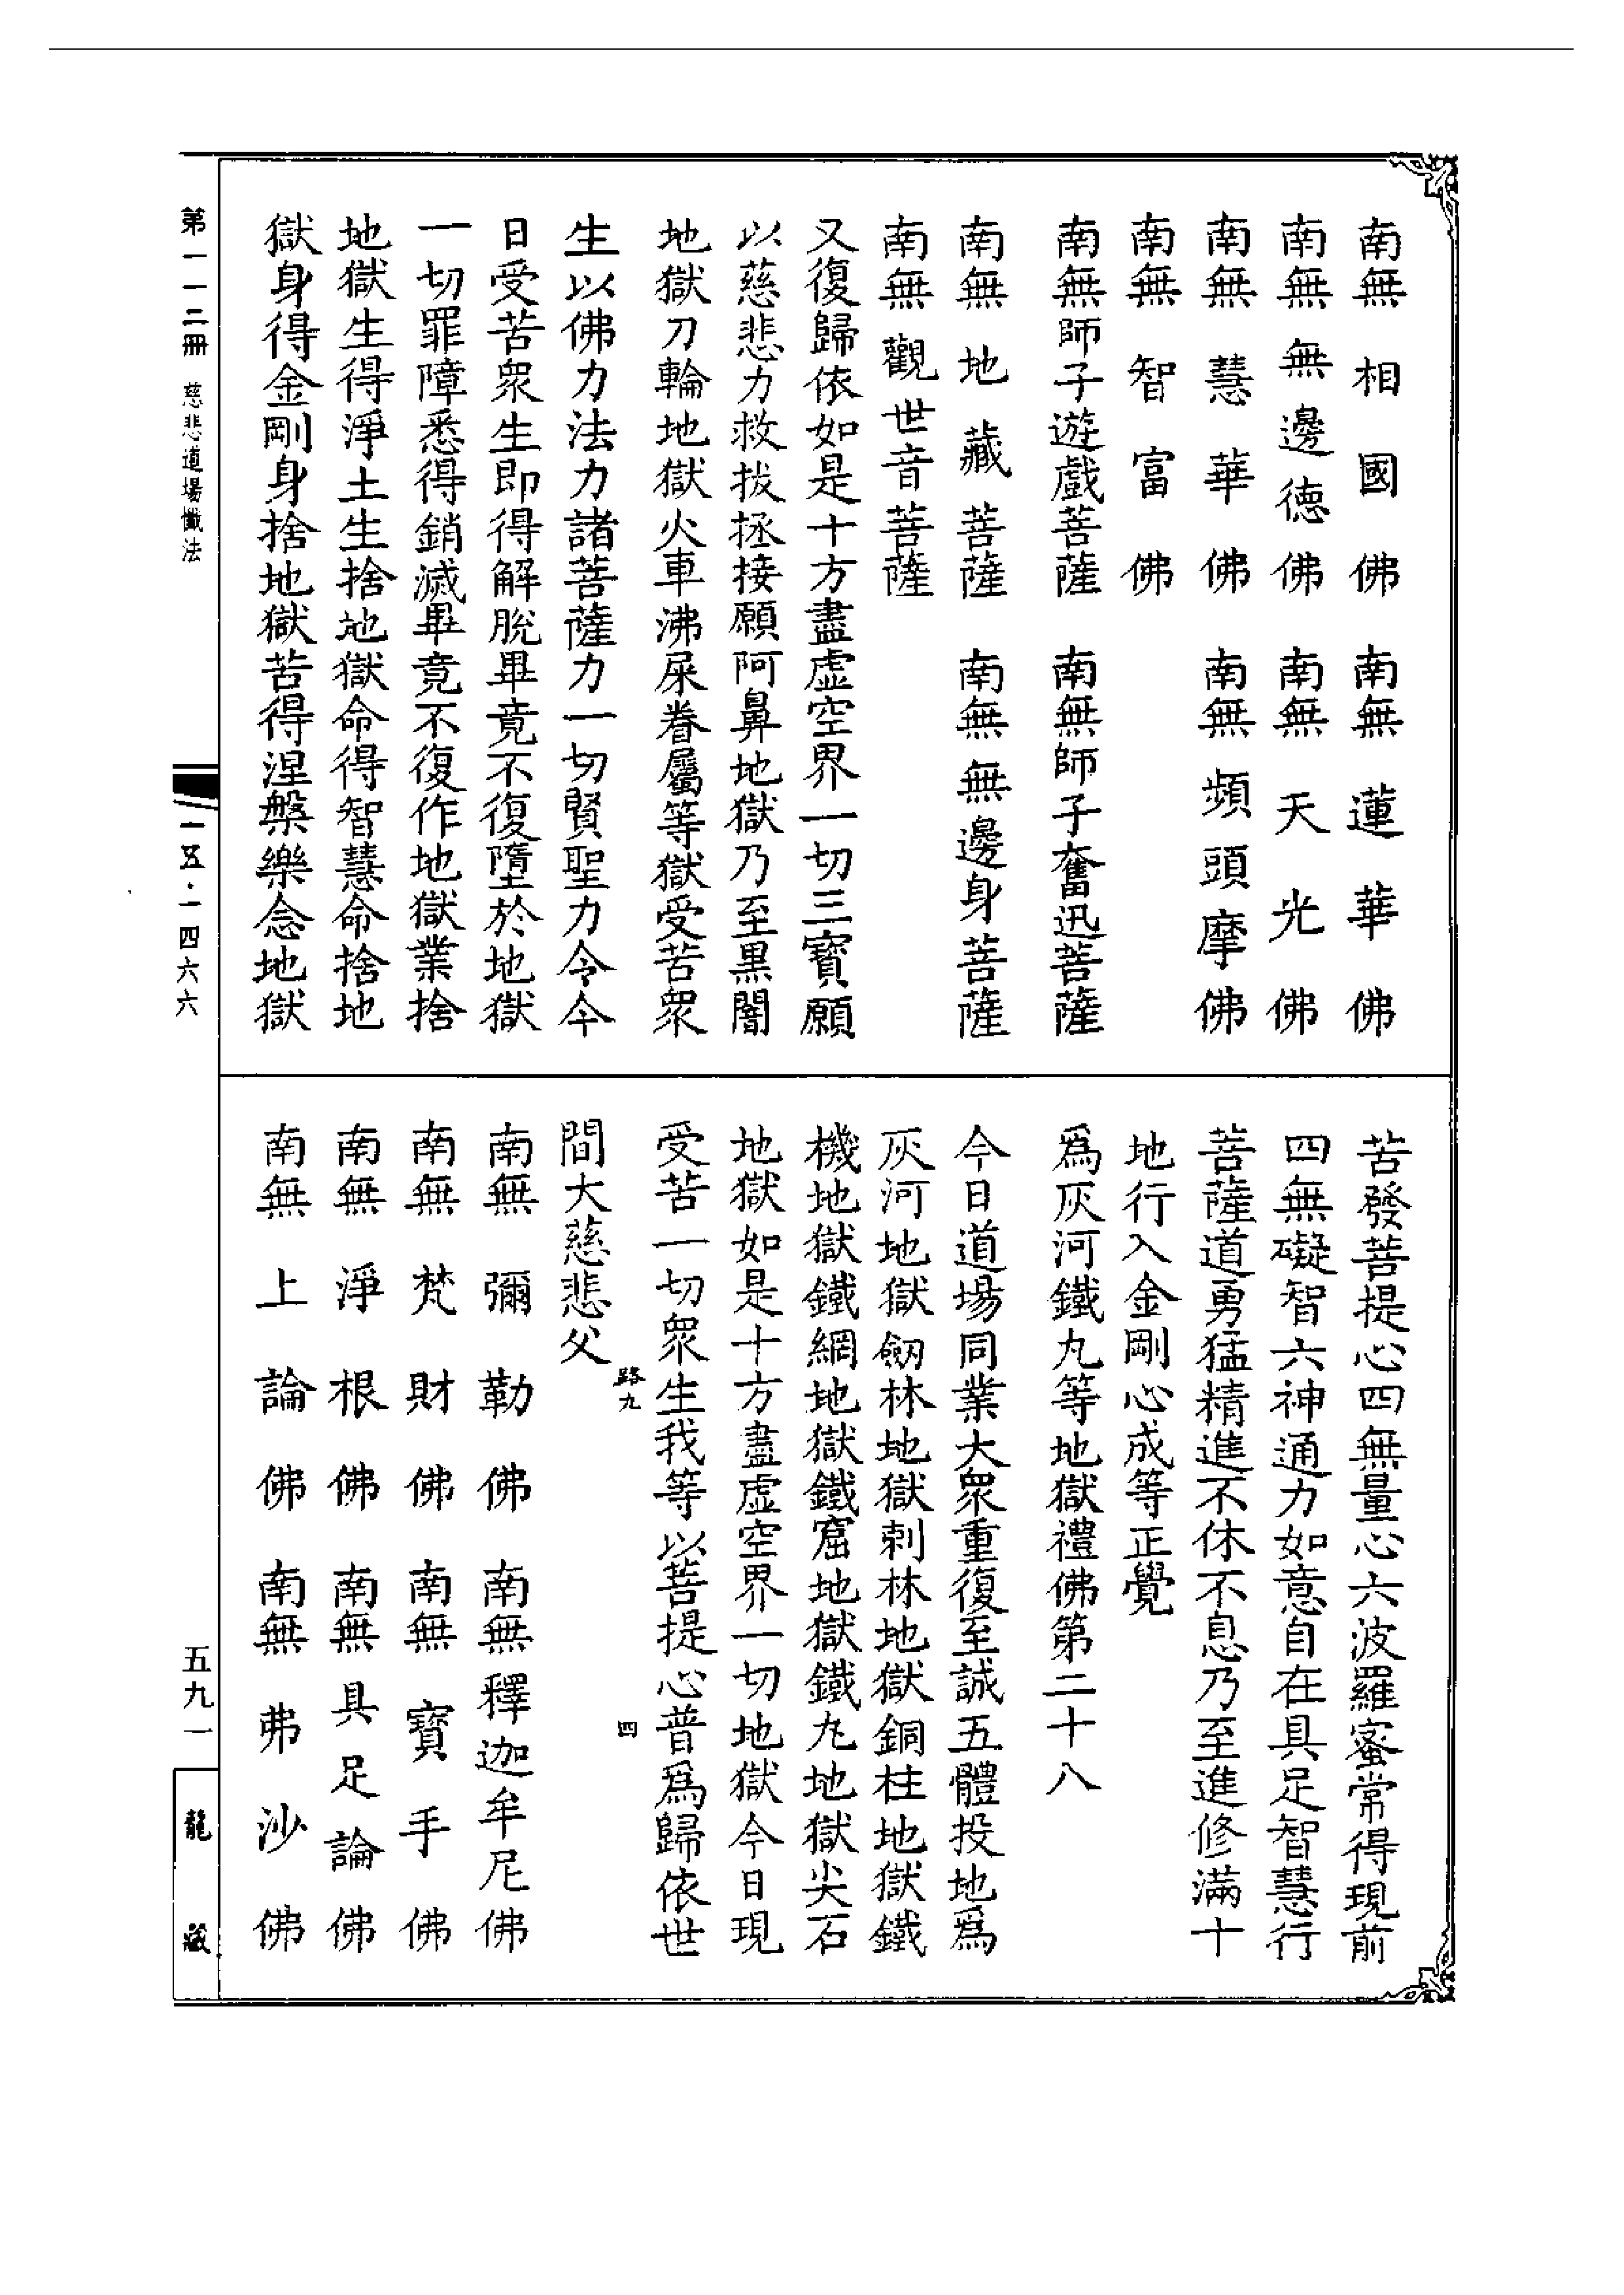 南無相國佛　南無蓮華佛
南無無邊德佛　南無天光佛
南無慧華佛　南無頻頭摩佛
南無智富佛
南無師子遊戲菩薩　南無師子奮迅菩薩
南無地藏菩薩　南無無邊身菩薩
南無觀世音菩薩
又復歸依如是十方盡虛空界一切三寶願
以慈悲力救拔拯接願阿鼻地獄乃至黑闇
地獄刀輪地獄火車沸屎眷屬等獄受苦眾
生以佛力法力諸菩薩力一切賢聖力令今
日受苦眾生即得解脫畢竟不復墮於地獄
一切罪障悉得銷滅畢竟不復作地獄業捨
地獄生得淨土生捨地獄命得智慧命捨地
獄身得金剛身捨地獄苦得涅槃樂念地獄
苦發菩提心四無量心六波羅蜜常得現前
四無礙智六神通力如意自在具足智慧行
菩薩道勇猛精進不休不息乃至進修滿十
地行入金剛心成等正覺
為灰河鐵丸等地獄禮佛第二十八
今日道場同業大眾重復至誠五體投地為
灰河地獄劒林地獄刺林地獄銅柱地獄鐵
機地獄鐵網地獄鐵窟地獄鐵丸地獄尖石
地獄如是十方盡虛空界一切地獄今日現
受苦一切眾生我等以菩提心普為歸依世
路九　四
間大慈悲父
南無彌勒佛　南無釋迦牟尼佛
南無梵財佛　南無寶手佛
南無淨根佛　南無具足論佛
南無上論佛　南無弗沙佛
第一一二冊　慈悲道場懺法
一五·一四六六
五九一
龍藏